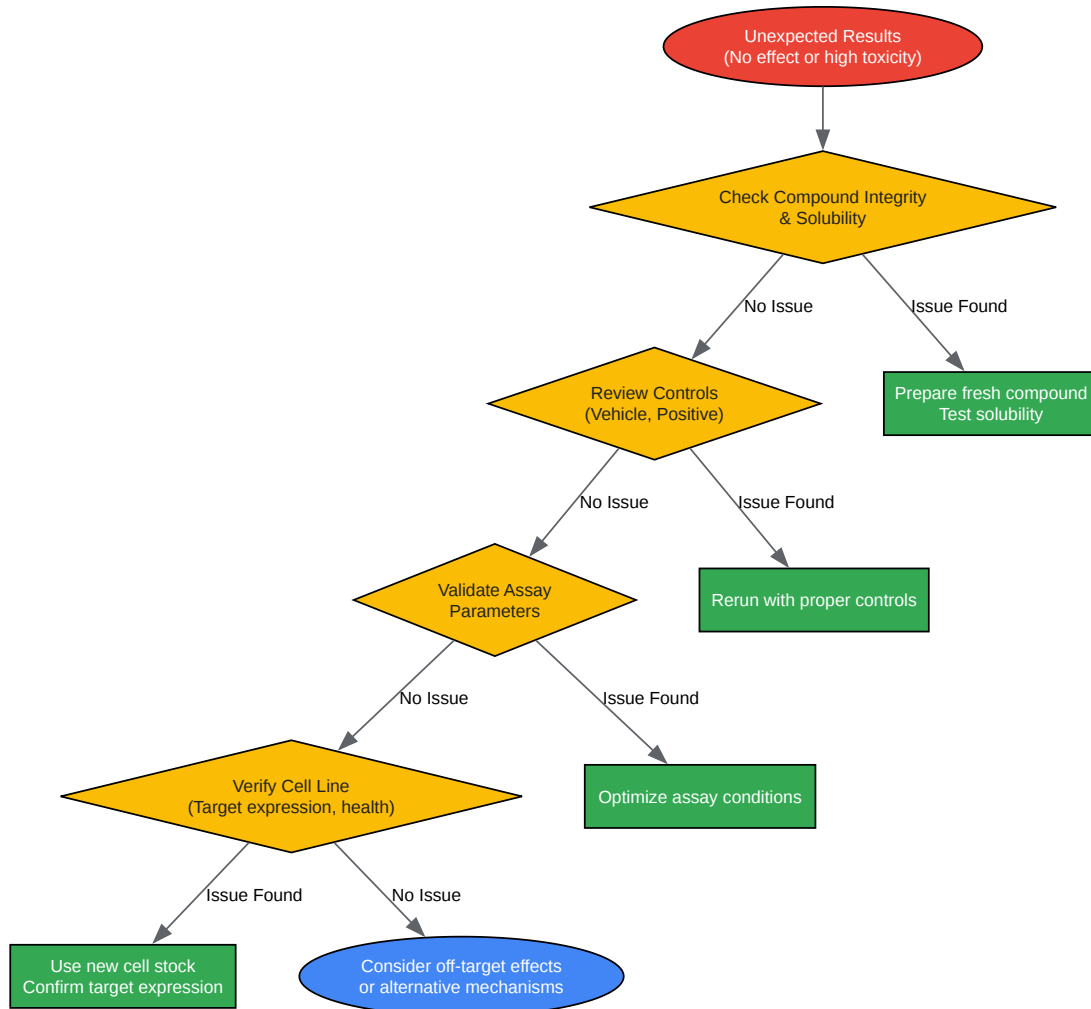 Unexpected Results
(No effect or high toxicity)
Check Compound Integrity
& Solubility
No Issue
Issue Found
Review Controls
(Vehicle, Positive)
Prepare fresh compound
Test solubility
No Issue
Issue Found
Validate Assay
Parameters
Rerun with proper controls
No Issue
Issue Found
Verify Cell Line
(Target expression, health)
Optimize assay conditions
Issue Found
No Issue
Use new cell stock
Confirm target expression
Consider off-target effects
or alternative mechanisms